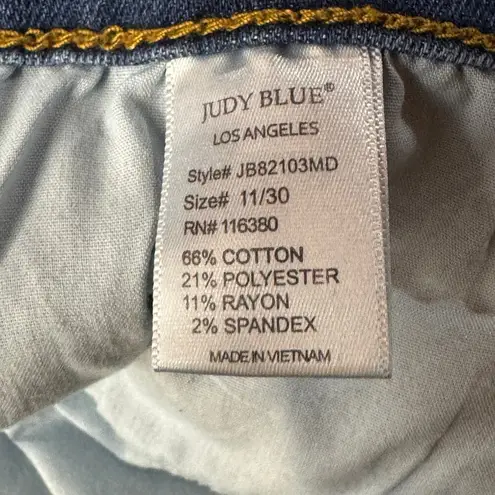 JUDY BLUE®
LOS ANGELES
Style# JB82103MD
Size# 11/30
RN# 116380
66% COTTON
21% POLYESTER
11% RAYON
2% SPANDEX
MADE IN VIETNAM